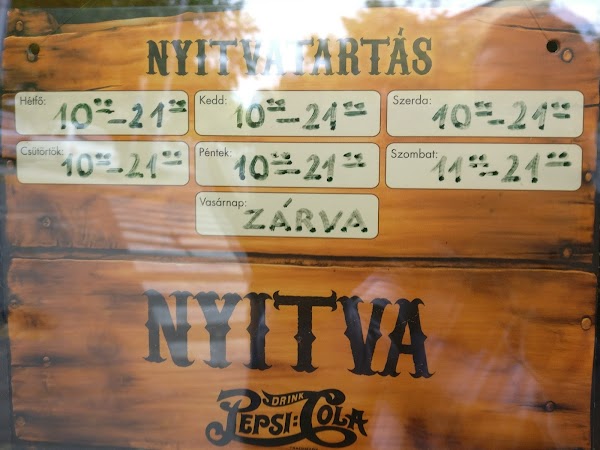 NYITVATARTÁS
Hétfő: 10⁰⁰-21⁰⁰ Kedd: 10⁰⁰-21⁰⁰ Szerda: 10⁰⁰-21⁰⁰
Csütörtök: 10⁰⁰-21⁰⁰ Péntek: 10⁰⁰-21⁰⁰ Szombat: 11⁰⁰-21⁰⁰
Vasárnap: ZÁRVA
NYITVA
DRINK
PEPSI:COLA